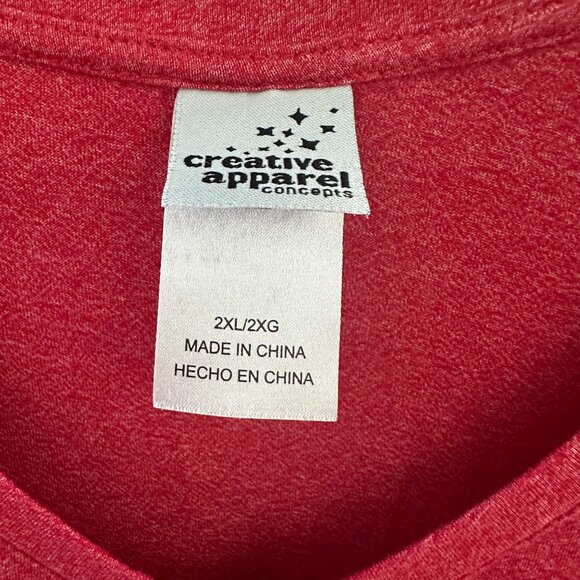 creative
apparel
concepts
2XL/2XG
MADE IN CHINA
HECHO EN CHINA